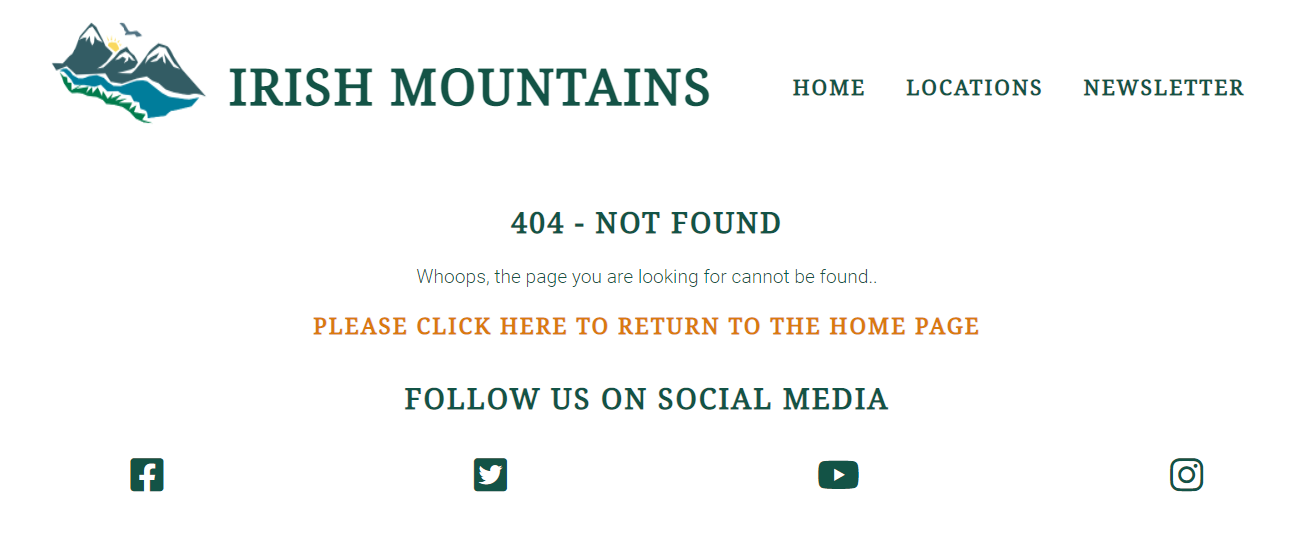 IRISH MOUNTAINS
HOME LOCATIONS NEWSLETTER
404 - NOT FOUND
Whoops, the page you are looking for cannot be found..
PLEASE CLICK HERE TO RETURN TO THE HOME PAGE
FOLLOW US ON SOCIAL MEDIA